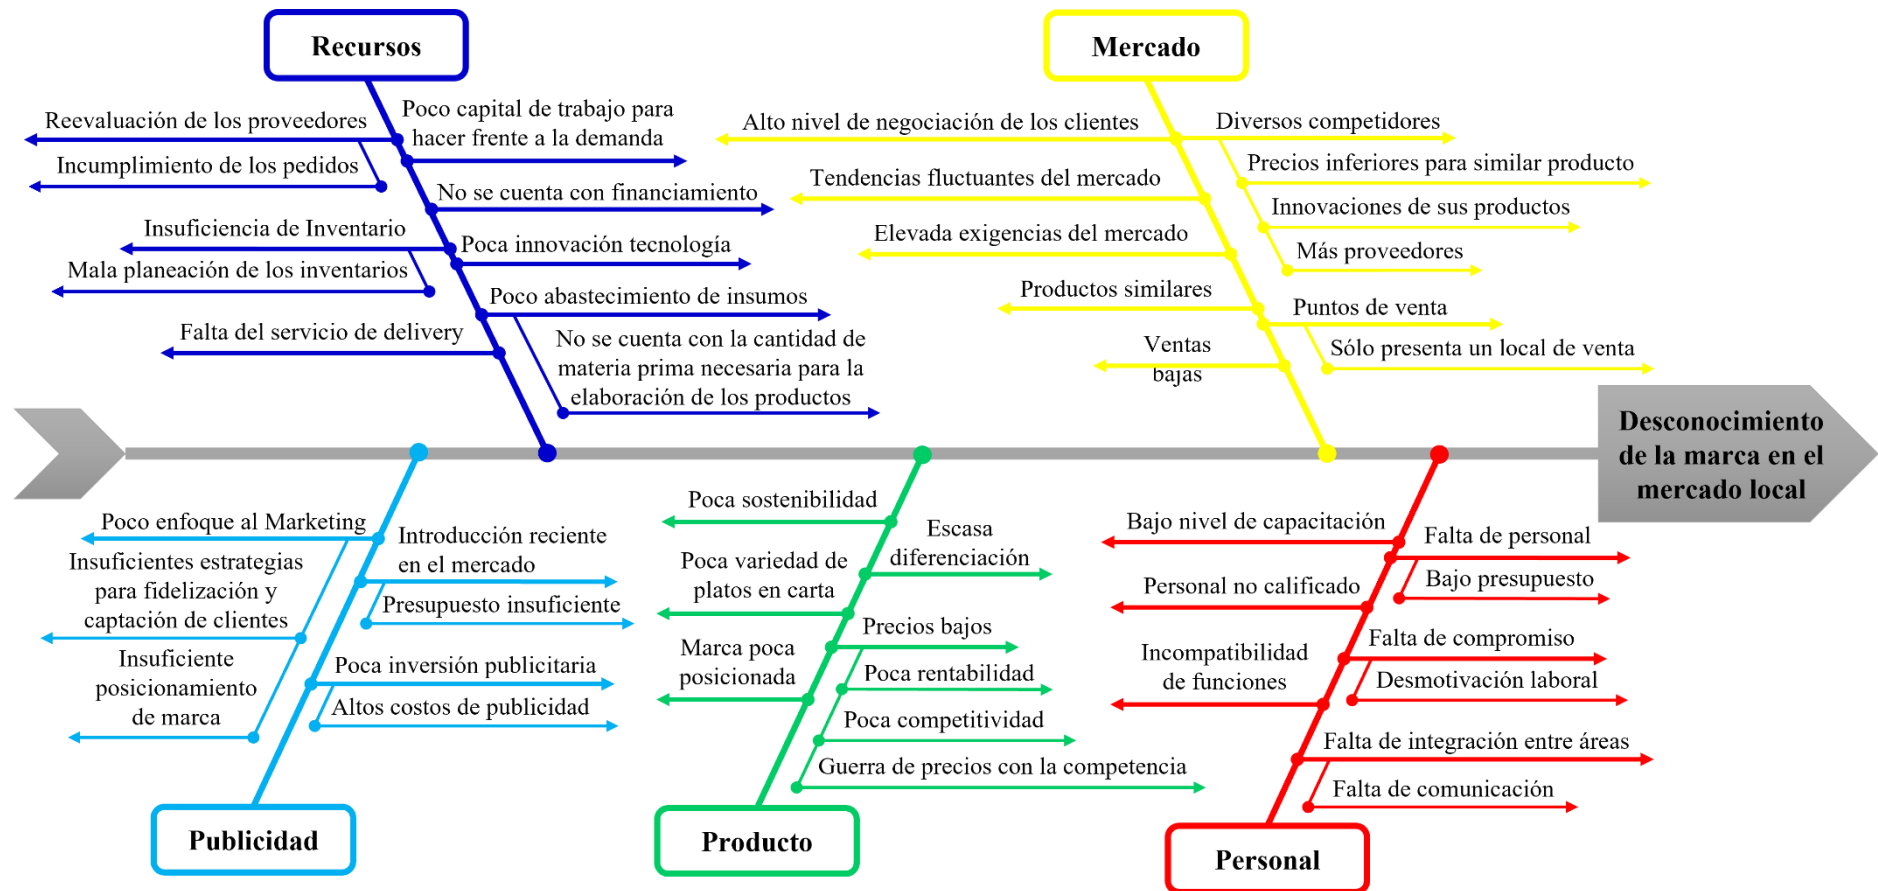 Recursos
Reevaluación de los proveedores
Incumplimiento de los pedidos
Insuficiencia de Inventario
Mala planeación de los inventarios
Falta del servicio de delivery
Poco capital de trabajo para
hacer frente a la demanda
No se cuenta con financiamiento
Poca innovación tecnología
Poco abastecimiento de insumos
No se cuenta con la cantidad de
materia prima necesaria para la
elaboración de los productos
Mercado
Alto nivel de negociación de los clientes
Tendencias fluctuantes del mercado
Elevada exigencias del mercado
Productos similares
Ventas
bajas
Diversos competidores
Precios inferiores para similar producto
Innovaciones de sus productos
Más proveedores
Puntos de venta
Sólo presenta un local de venta
Desconocimiento
de la marca en el
mercado local
Poco enfoque al Marketing
Insuficientes estrategias
para fidelización y
captación de clientes
Insuficiente
posicionamiento
de marca
Introducción reciente
en el mercado
Presupuesto insuficiente
Poca inversión publicitaria
Altos costos de publicidad
Publicidad
Poca sostenibilidad
Poca variedad de
platos en carta
Marca poca
posicionada
Escasa
diferenciación
Precios bajos
Poca rentabilidad
Poca competitividad
Guerra de precios con la competencia
Producto
Bajo nivel de capacitación
Personal no calificado
Incompatibilidad
de funciones
Falta de personal
Bajo presupuesto
Falta de compromiso
Desmotivación laboral
Falta de integración entre áreas
Falta de comunicación
Personal